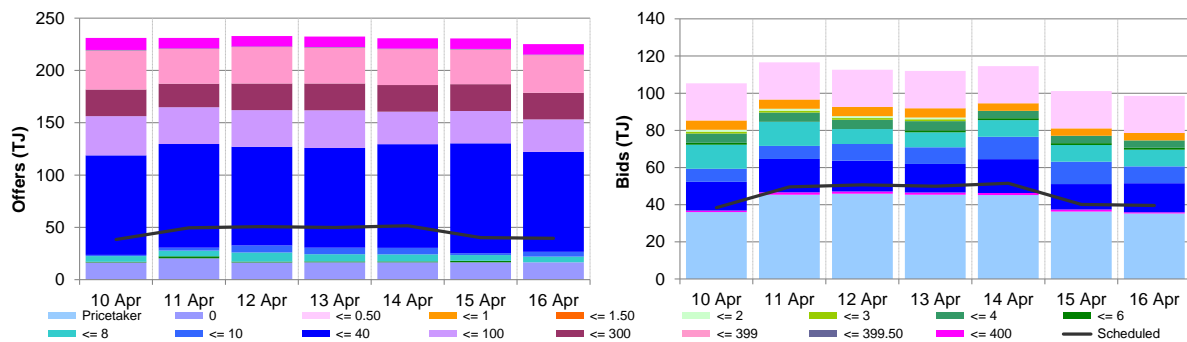 Offers (TJ)
250
200
150
100
50
0
10 Apr 11 Apr 12 Apr 13 Apr 14 Apr 15 Apr 16 Apr
Bids (TJ)
140
120
100
80
60
40
20
0
10 Apr 11 Apr 12 Apr 13 Apr 14 Apr 15 Apr 16 Apr
Pricetaker 0 <= 0.50 <= 1 <= 1.50 <= 2 <= 3 <= 4 <= 6
<= 8 <= 10 <= 40 <= 100 <= 300 <= 399 <= 399.50 <= 400 Scheduled